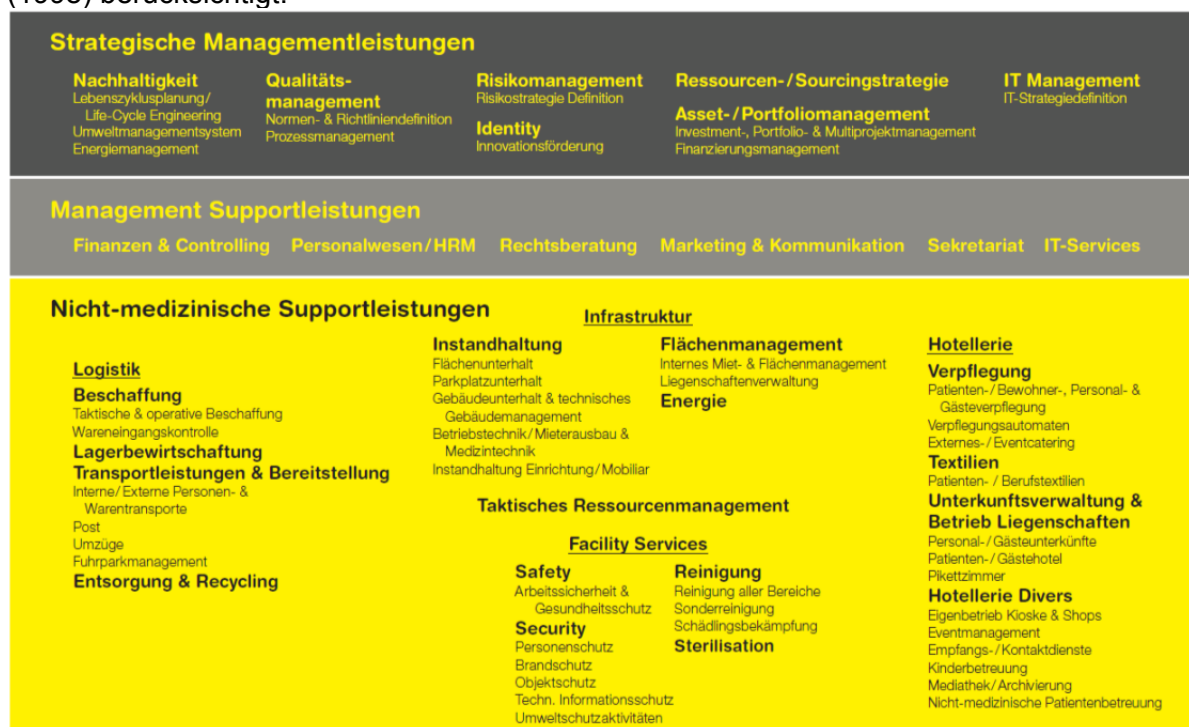 (1998) berücksichtigt.
Strategische Managementleistungen
Nachhaltigkeit
Lebenszyklusplanung/
Life-Cycle Engineering
Umweltmanagementsystem
Energiemanagement
Qualitäts-
management
Normen- & Richtliniendefinition
Prozessmanagement
Risikomanagement
Risikostrategie Definition
Identity
Innovationsförderung
Ressourcen-/Sourcingstrategie
Asset-/Portfoliomanagement
Investment-, Portfolio- & Multiprojektmanagement
Finanzierungsmanagement
IT Management
IT-Strategiedefinition
Management Supportleistungen
Finanzen & Controlling Personalwesen/HRM Rechtsberatung Marketing & Kommunikation Sekretariat IT-Services
Nicht-medizinische Supportleistungen
Logistik
Beschaffung
Taktische & operative Beschaffung
Wareneingangskontrolle
Lagerbewirtschaftung
Transportleistungen & Bereitstellung
Interne/Externe Personen- &
Warentransporte
Post
Umzüge
Fuhrparkmanagement
Entsorgung & Recycling
Infrastruktur
Instandhaltung
Flächenunterhalt
Parkplatzunterhalt
Gebäudeunterhalt & technisches
Gebäudemanagement
Betriebstechnik/Mieterausbau &
Medizintechnik
Instandhaltung Einrichtung/Mobiliar
Flächenmanagement
Internes Miet- & Flächenmanagement
Liegenschaftenverwaltung
Energie
Taktisches Ressourcenmanagement
Facility Services
Safety
Arbeitssicherheit &
Gesundheitsschutz
Security
Personenschutz
Brandschutz
Objektschutz
Techn. Informationsschutz
Umweltschutzaktivitäten
Reinigung
Reinigung aller Bereiche
Sonderreinigung
Schädlingsbekämpfung
Sterilisation
Hotellerie
Verpflegung
Patienten-/Bewohner-, Personal- &
Gästeverpflegung
Verpflegungsautomaten
Externes-/Eventcatering
Textilien
Patienten- / Berufstextilien
Unterkunftsverwaltung &
Betrieb Liegenschaften
Personal-/Gästeunterkünfte
Patienten-/Gästehotel
Pikettzimmer
Hotellerie Divers
Eigenbetrieb Kioske & Shops
Eventmanagement
Empfangs-/Kontaktdienste
Kinderbetreuung
Mediathek/Archivierung
Nicht-medizinische Patientenbetreuung